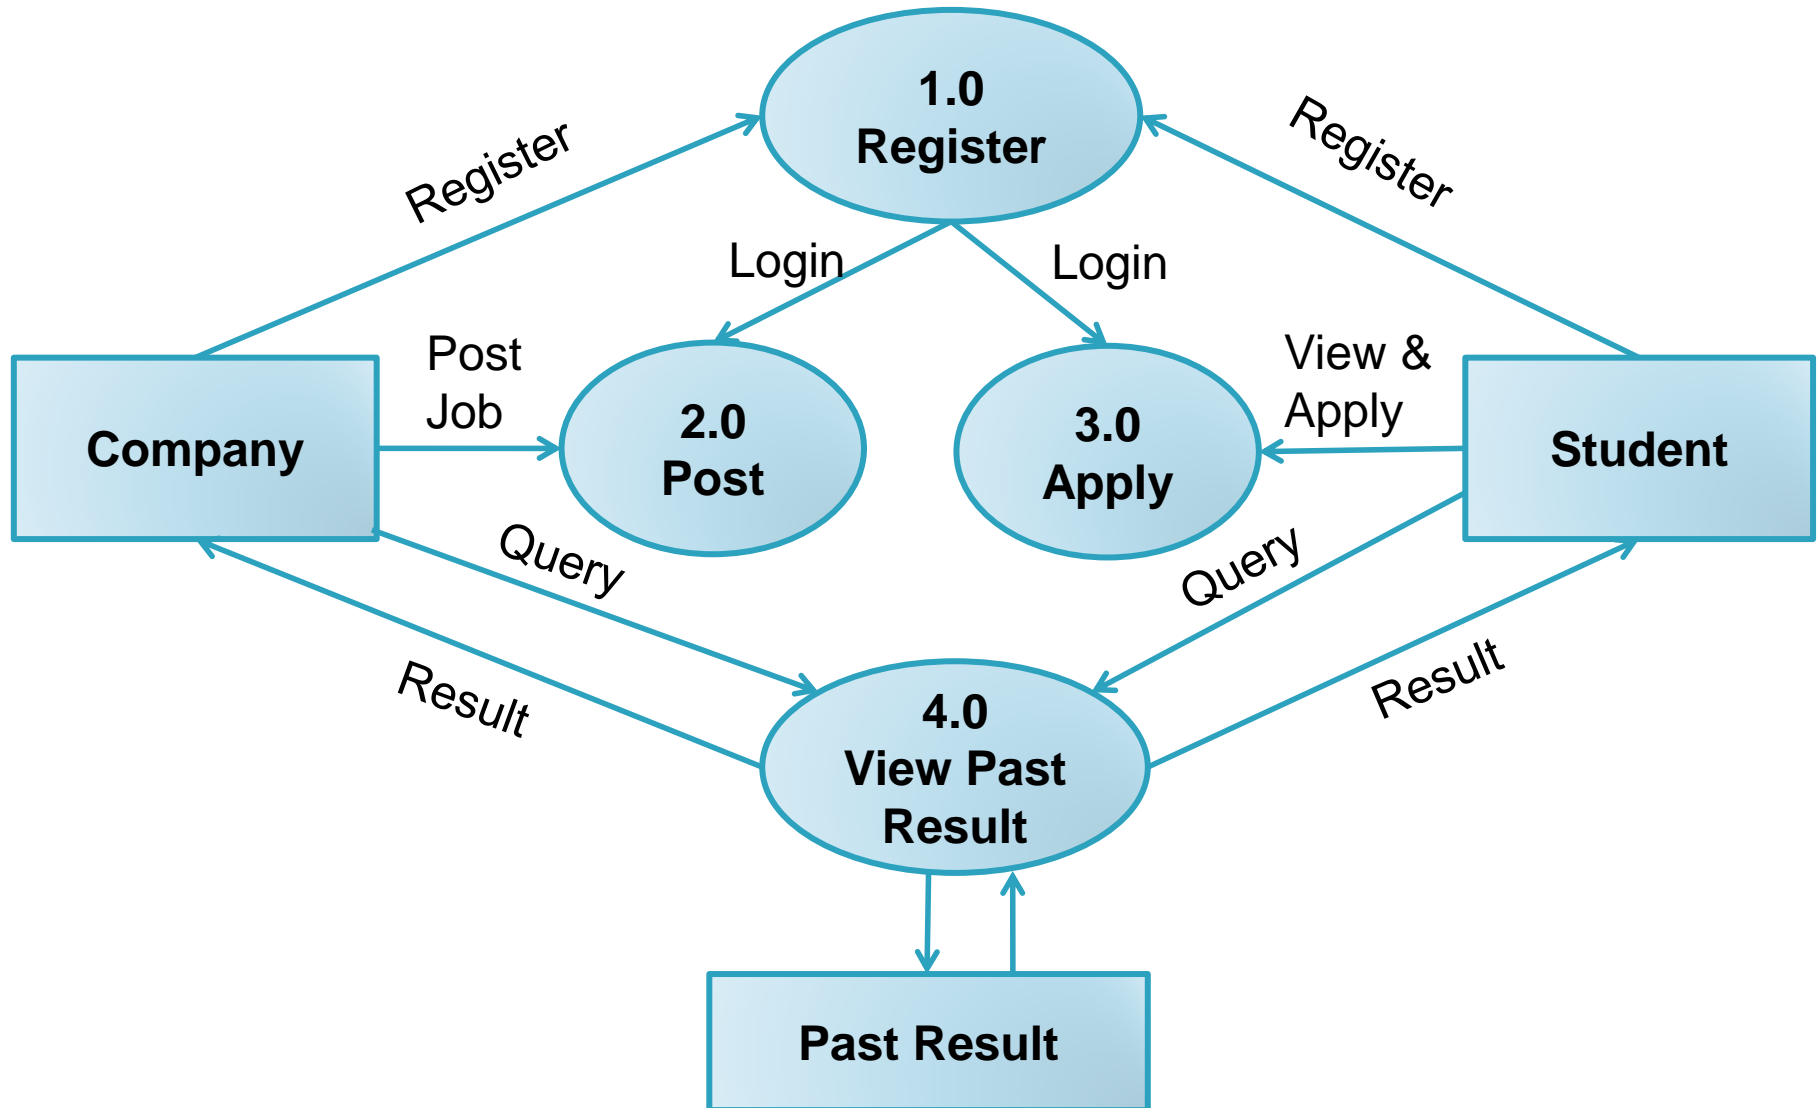 1.0
Register
Register
Register
Login
Login
Post
Job
View &
Apply
Company
2.0
Post
3.0
Apply
Student
Query
Query
Result
Result
4.0
View Past
Result
Past Result